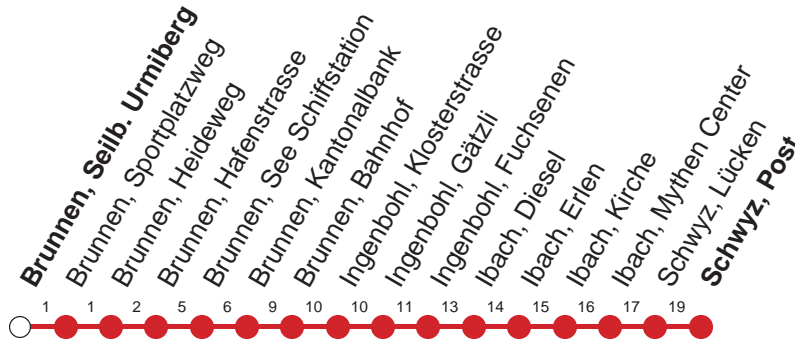 Brunnen, Seilb. Urmiberg
Brunnen, Sportplatzweg
Brunnen, Heideweg
Brunnen, Hafenstrasse
Brunnen, See Schiffstation
Brunnen, Kantonalbank
Brunnen, Bahnhof
Ingenbohl, Klosterstrasse
Ingenbohl, Gätzli
Ingenbohl, Fuchsenen
Ibach, Diesel
Ibach, Erlen
Ibach, Kirche
Ibach, Mythen Center
Schwyz, Lücken
Schwyz, Post
1 1 2 5 6 9 10 10 11 13 14 15 16 17 19